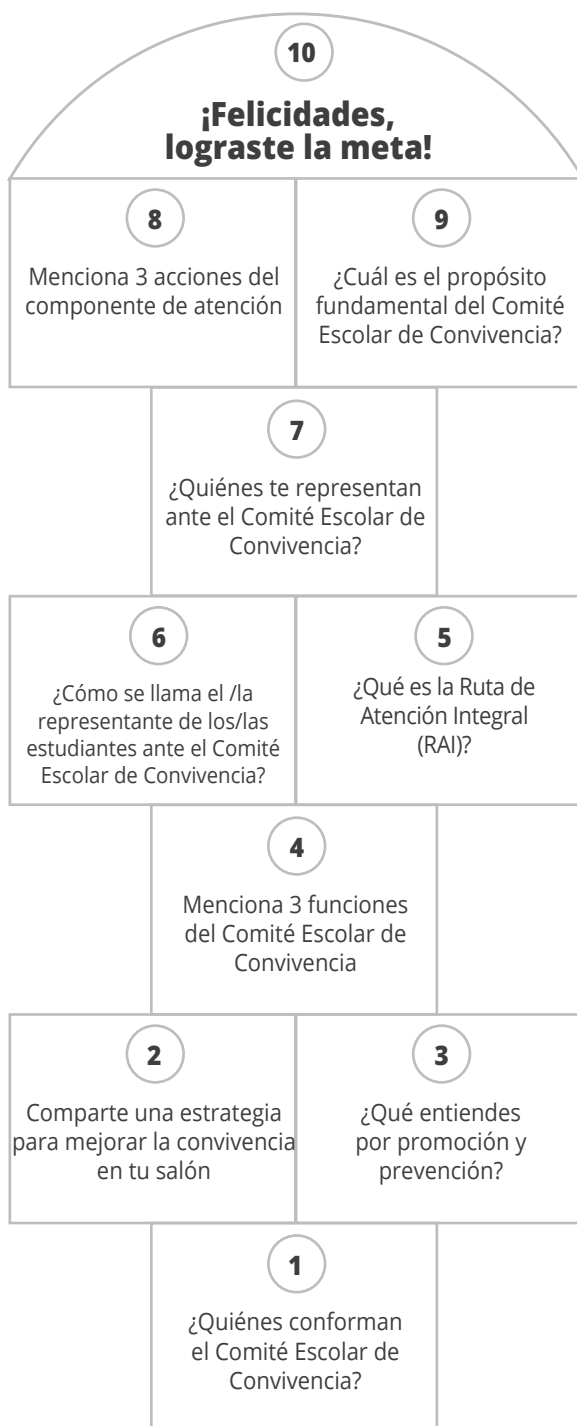 10
¡Felicidades,
lograste la meta!
8
Menciona 3 acciones del
componente de atención
9
¿Cuál es el propósito
fundamental del Comité
Escolar de Convivencia?
7
¿Quiénes te representan
ante el Comité Escolar de
Convivencia?
6
¿Cómo se llama el /la
representante de los/las
estudiantes ante el Comité
Escolar de Convivencia?
5
¿Qué es la Ruta de
Atención Integral
(RAI)?
4
Menciona 3 funciones
del Comité Escolar de
Convivencia
2
Comparte una estrategia
para mejorar la convivencia
en tu salón
3
¿Qué entiendes
por promoción y
prevención?
1
¿Quiénes conforman
el Comité Escolar de
Convivencia?